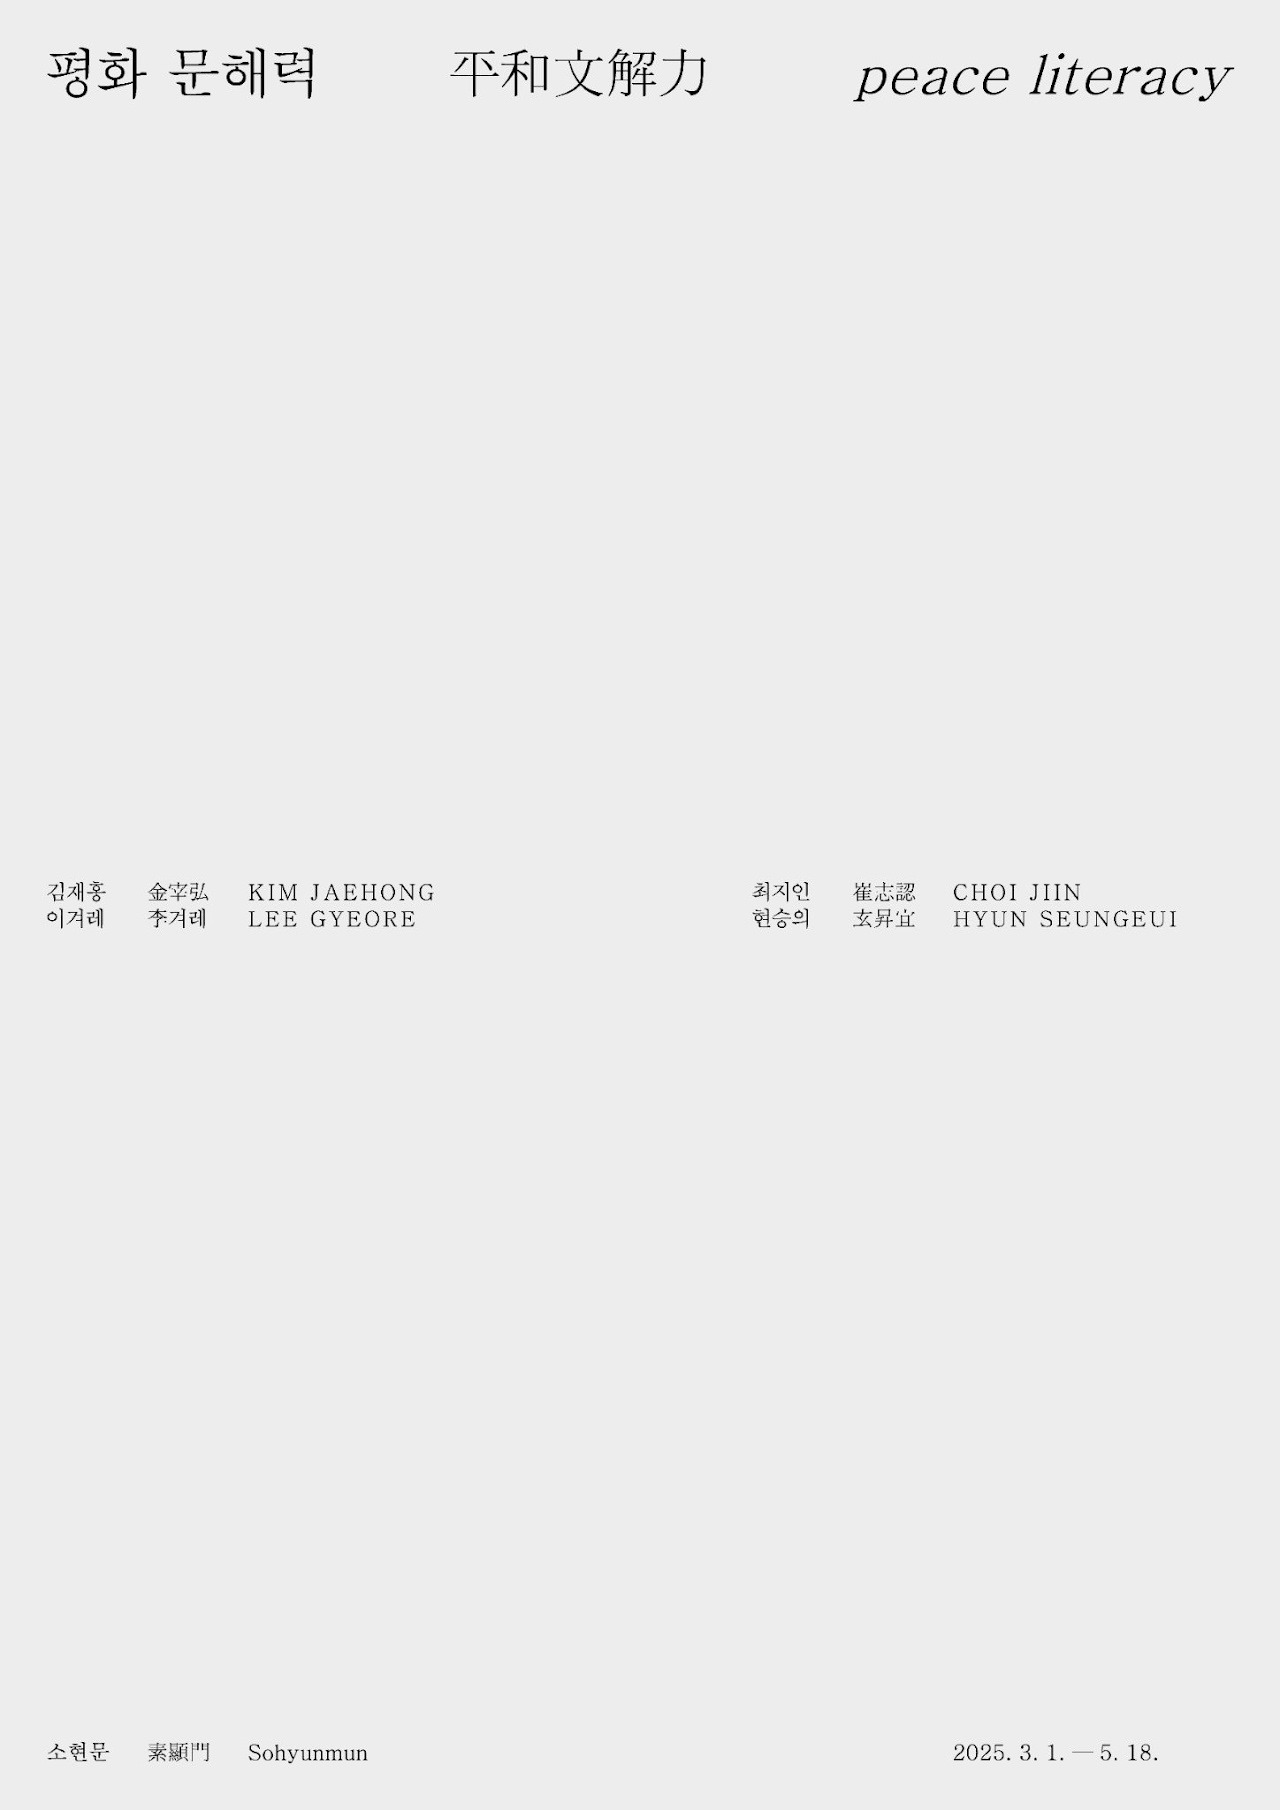 평화 문해력 平和文解力 peace literacy
김재홍 金宰弘 KIM JAEHONG
이겨레 李겨레 LEE GYEORE
최지인 崔志認 CHOI JIIN
현승의 玄昇宜 HYUN SEUNGEUI
소현문 素顯門 Sohyunmun
2025. 3. 1. — 5. 18.